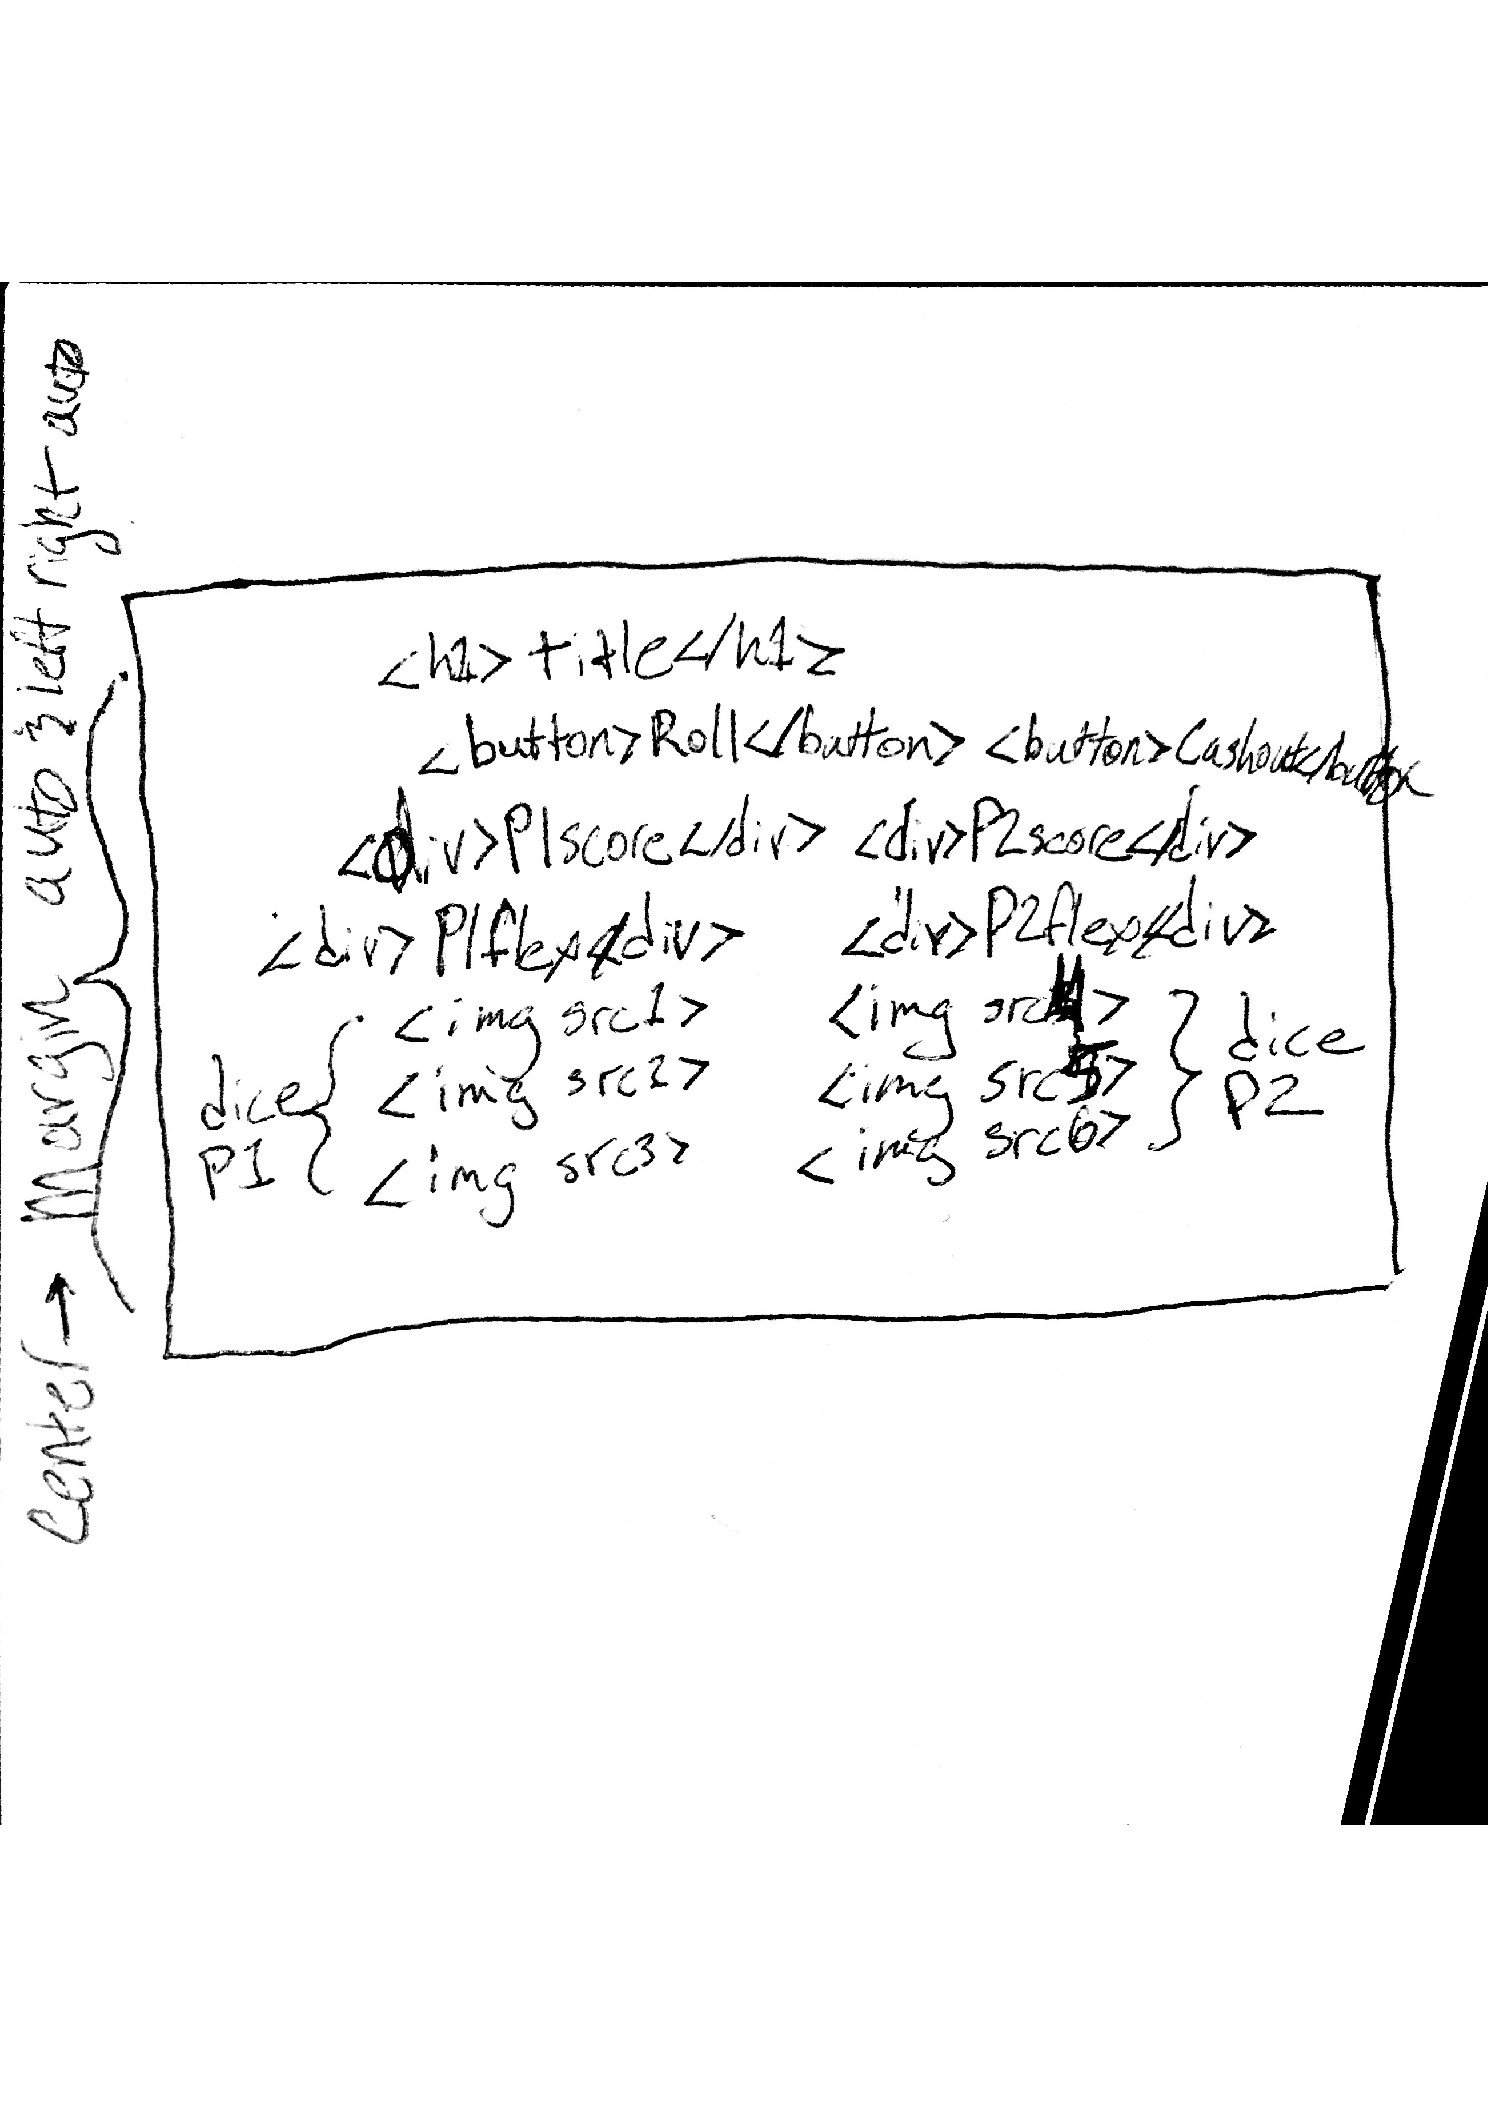 Center → Margin auto } left right auto
<h1> title</h1>
<button>Roll</button> <button>Cashout</button
<div>P1score</div> <div>P2score</div>
<div>P1flex</div> <div>P2flex</div>
<img src1> <img src4>
<img src2> <img src5>
<img src3> <img src6>
dice
P1
dice
P2